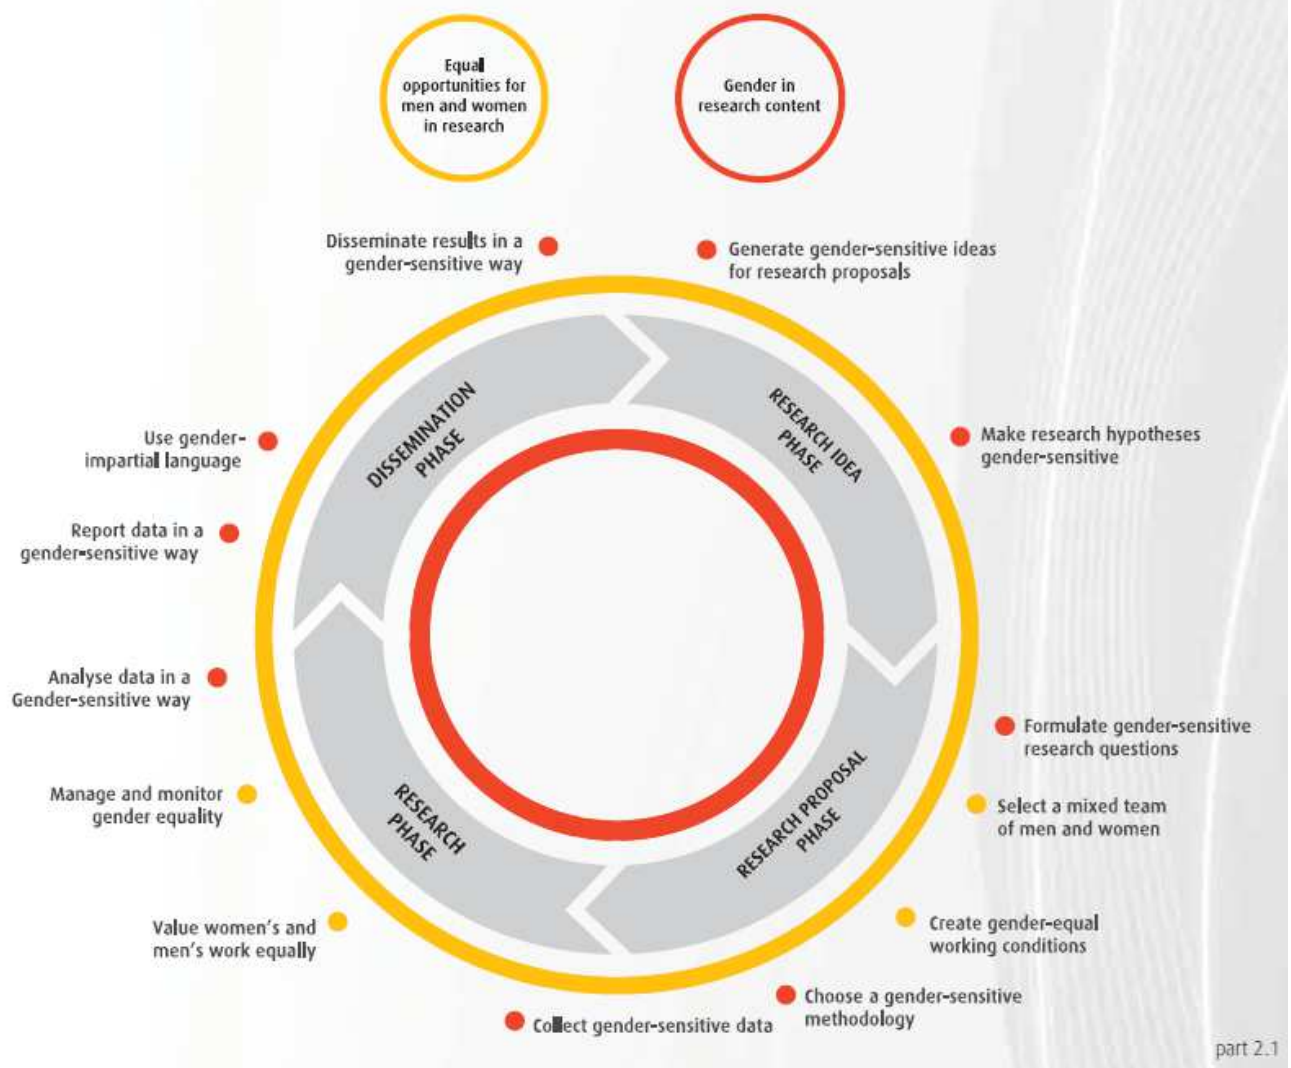 Equal
opportunities for
men and women
in research
Gender in
research content
Disseminate results in a
gender-sensitive way
Generate gender-sensitive ideas
for research proposals
DISSEMINATION
PHASE
RESEARCH IDEA
PHASE
Use gender-
impartial language
Make research hypotheses
gender-sensitive
Report data in a
gender-sensitive way
Analyse data in a
Gender-sensitive way
Formulate gender-sensitive
research questions
Manage and monitor
gender equality
Select a mixed team
of men and women
RESEARCH
PHASE
RESEARCH PROPOSAL
PHASE
Value women's and
men's work equally
Create gender-equal
working conditions
Choose a gender-sensitive
methodology
Collect gender-sensitive data
part 2.1